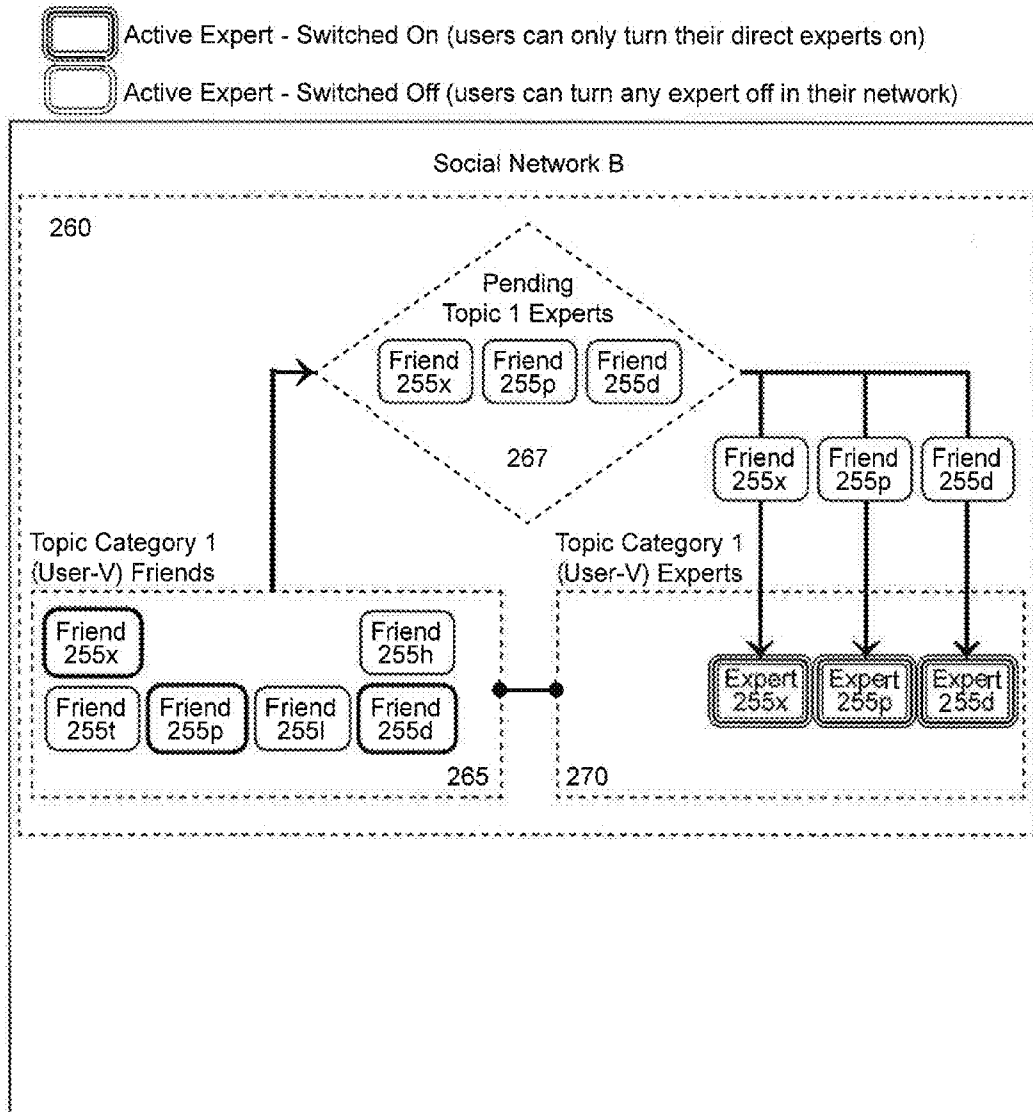 Active Expert - Switched On (users can only turn their direct experts on)
Active Expert - Switched Off (users can turn any expert off in their network)
Social Network B
260
Pending
Topic 1 Experts
Friend
255x
Friend
255p
Friend
255d
267
Friend
255x
Friend
255p
Friend
255d
Topic Category 1
(User-V) Friends
Friend
255x
Friend
255h
Friend
255t
Friend
255p
Friend
255l
Friend
255d
265
Topic Category 1
(User-V) Experts
Expert
255x
Expert
255p
Expert
255d
270